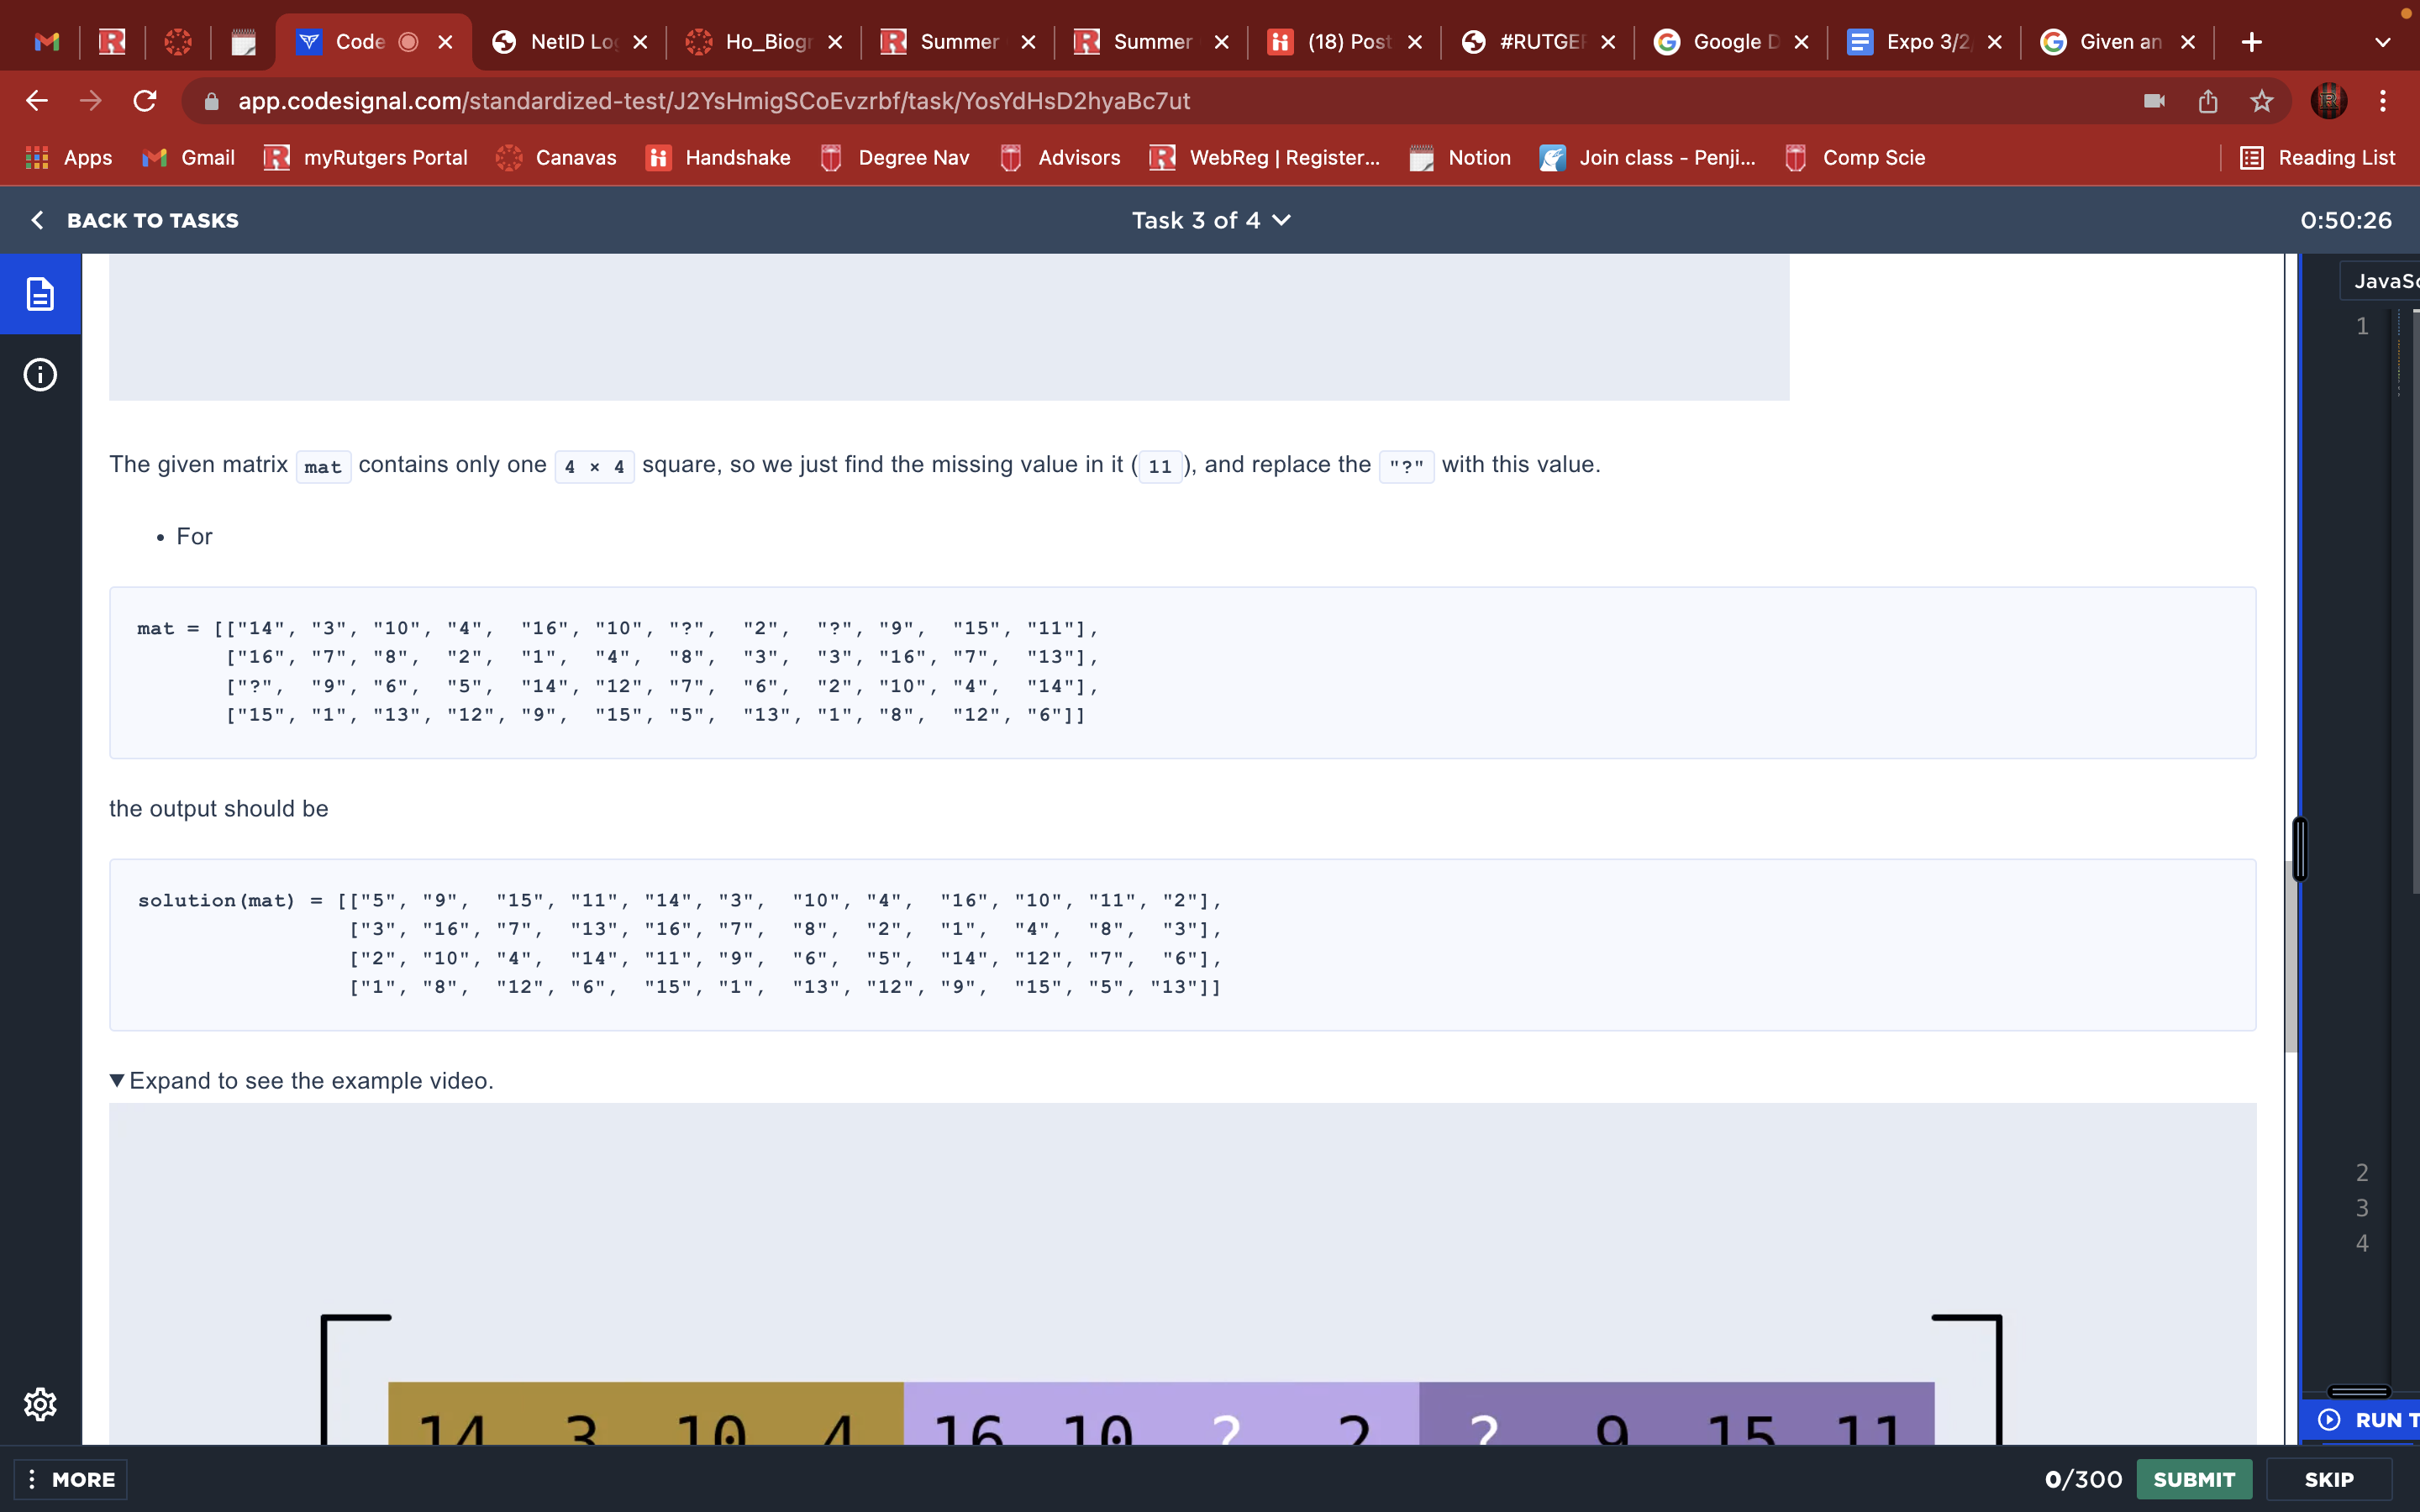 Code
NetID Lo
Ho_Biogr
Summer
Summer
(18) Post
#RUTGE
Google D
Expo 3/2
Given an
app.codesignal.com/standardized-test/J2YsHmigSCoEvzrbf/task/YosYdHsD2hyaBc7ut
Apps Gmail myRutgers Portal Canavas Handshake Degree Nav Advisors WebReg | Register... Notion Join class - Penji... Comp Scie Reading List
BACK TO TASKS Task 3 of 4 0:50:26
JavaSc
1
The given matrix mat contains only one 4 × 4 square, so we just find the missing value in it ( 11 ), and replace the "?" with this value.
• For
mat = [["14", "3", "10", "4", "16", "10", "?", "2", "?", "9", "15", "11"],
["16", "7", "8", "2", "1", "4", "8", "3", "3", "16", "7", "13"],
["?", "9", "6", "5", "14", "12", "7", "6", "2", "10", "4", "14"],
["15", "1", "13", "12", "9", "15", "5", "13", "1", "8", "12", "6"]]
the output should be
solution(mat) = [["5", "9", "15", "11", "14", "3", "10", "4", "16", "10", "11", "2"],
["3", "16", "7", "13", "16", "7", "8", "2", "1", "4", "8", "3"],
["2", "10", "4", "14", "11", "9", "6", "5", "14", "12", "7", "6"],
["1", "8", "12", "6", "15", "1", "13", "12", "9", "15", "5", "13"]]
Expand to see the example video.
2
3
4
14 3 10 4 16 10 ? 2 ? 9 15 11
RUN T
MORE 0/300 SUBMIT SKIP